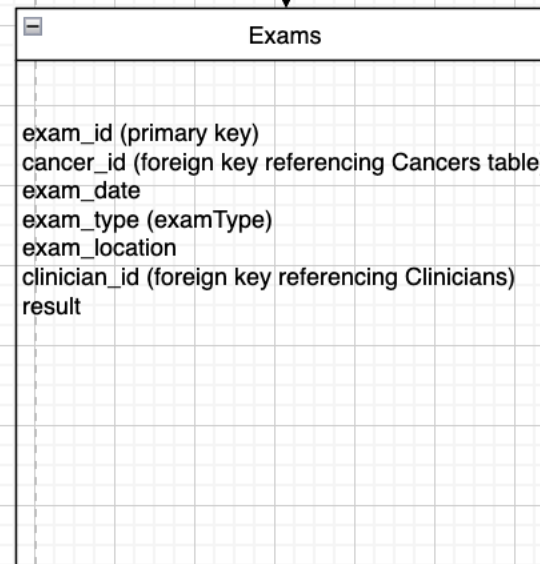 Exams
exam_id (primary key)
cancer_id (foreign key referencing Cancers table
exam_date
exam_type (examType)
exam_location
clinician_id (foreign key referencing Clinicians)
result